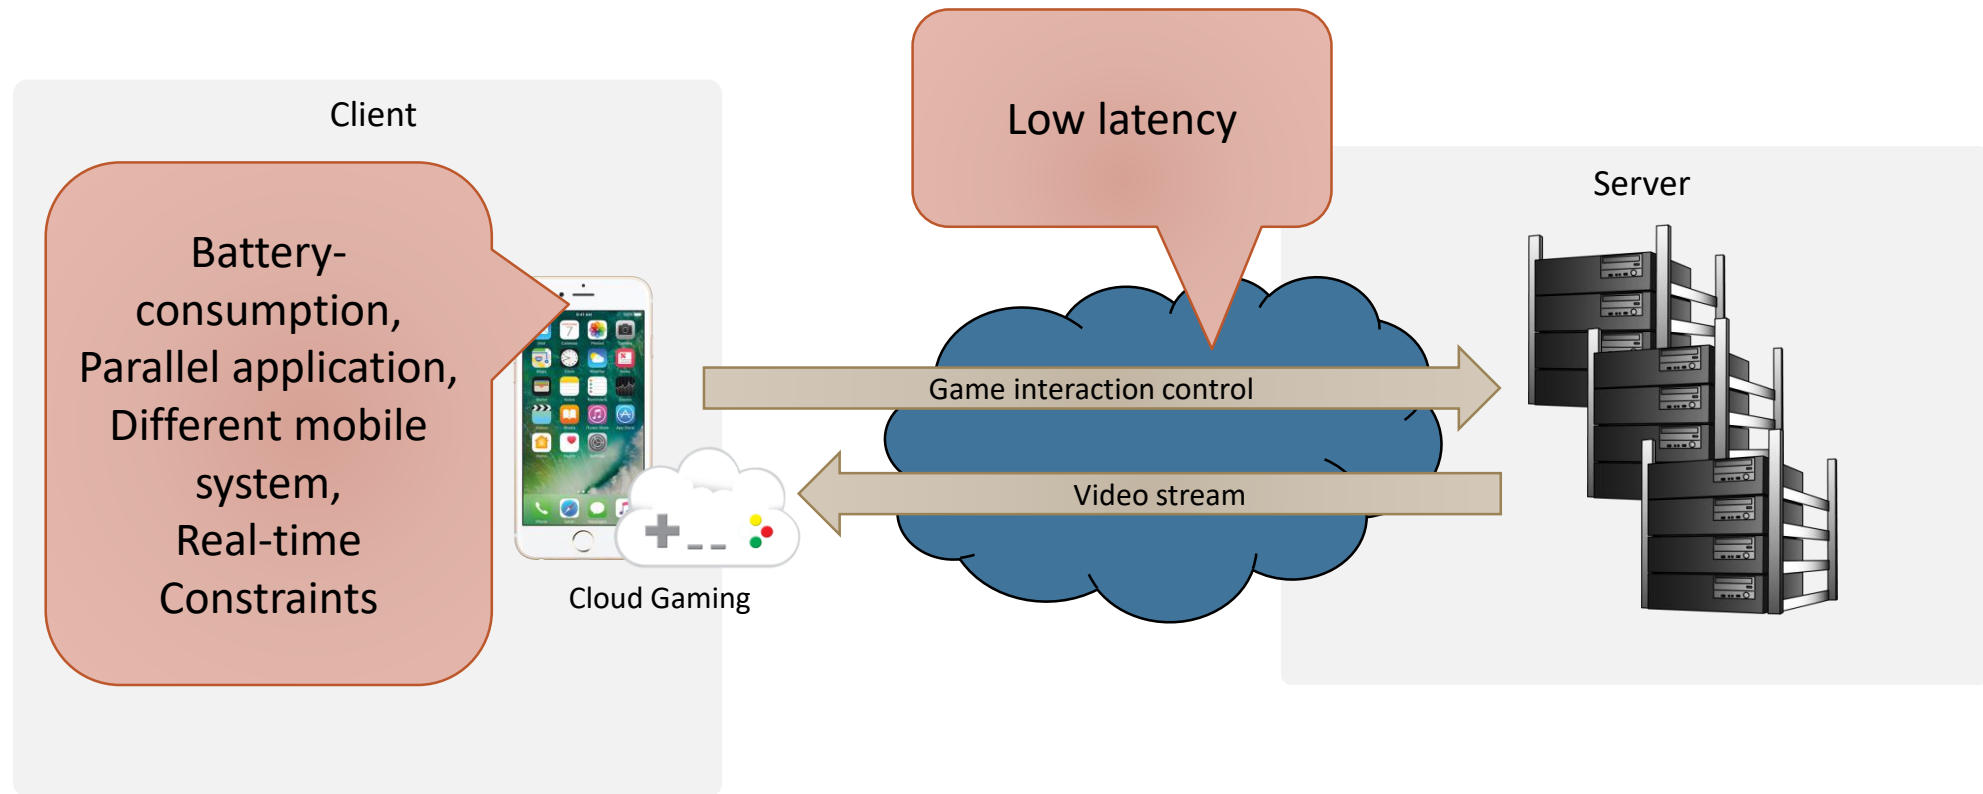 Client
Low latency
Server
Battery-
consumption,
Parallel application,
Different mobile
system,
Real-time
Constraints
Game interaction control
Video stream
Cloud Gaming